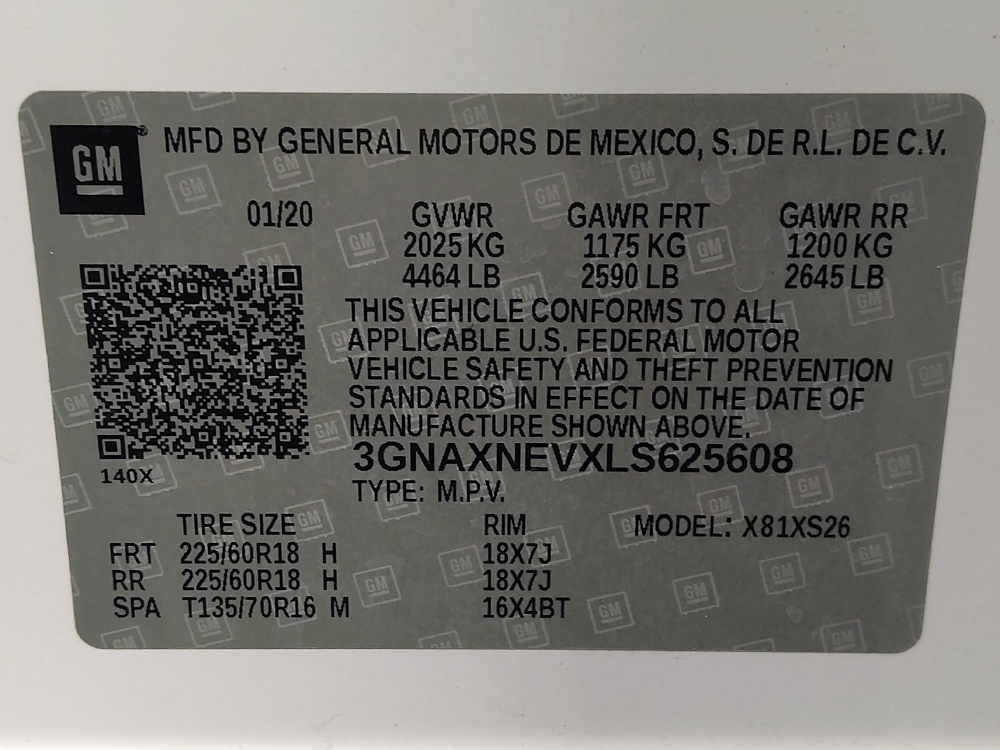 GM® MFD BY GENERAL MOTORS DE MEXICO, S. DE R.L. DE C.V.
01/20 GVWR GAWR FRT GAWR RR
2025 KG 1175 KG 1200 KG
4464 LB 2590 LB 2645 LB
THIS VEHICLE CONFORMS TO ALL
APPLICABLE U.S. FEDERAL MOTOR
VEHICLE SAFETY AND THEFT PREVENTION
STANDARDS IN EFFECT ON THE DATE OF
MANUFACTURE SHOWN ABOVE.
3GNAXNEVXLS625608
140X
TYPE: M.P.V.
TIRE SIZE RIM MODEL: X81XS26
FRT 225/60R18 H 18X7J
RR 225/60R18 H 18X7J
SPA T135/70R16 M 16X4BT